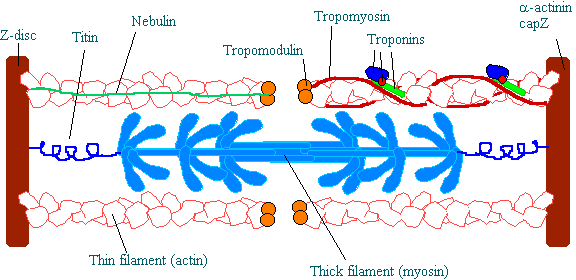 α-actinin
capZ
Tropomyosin
Nebulin
Titin
Z-disc
Troponins
Tropomodulin
Thin filament (actin)
Thick filament (myosin)